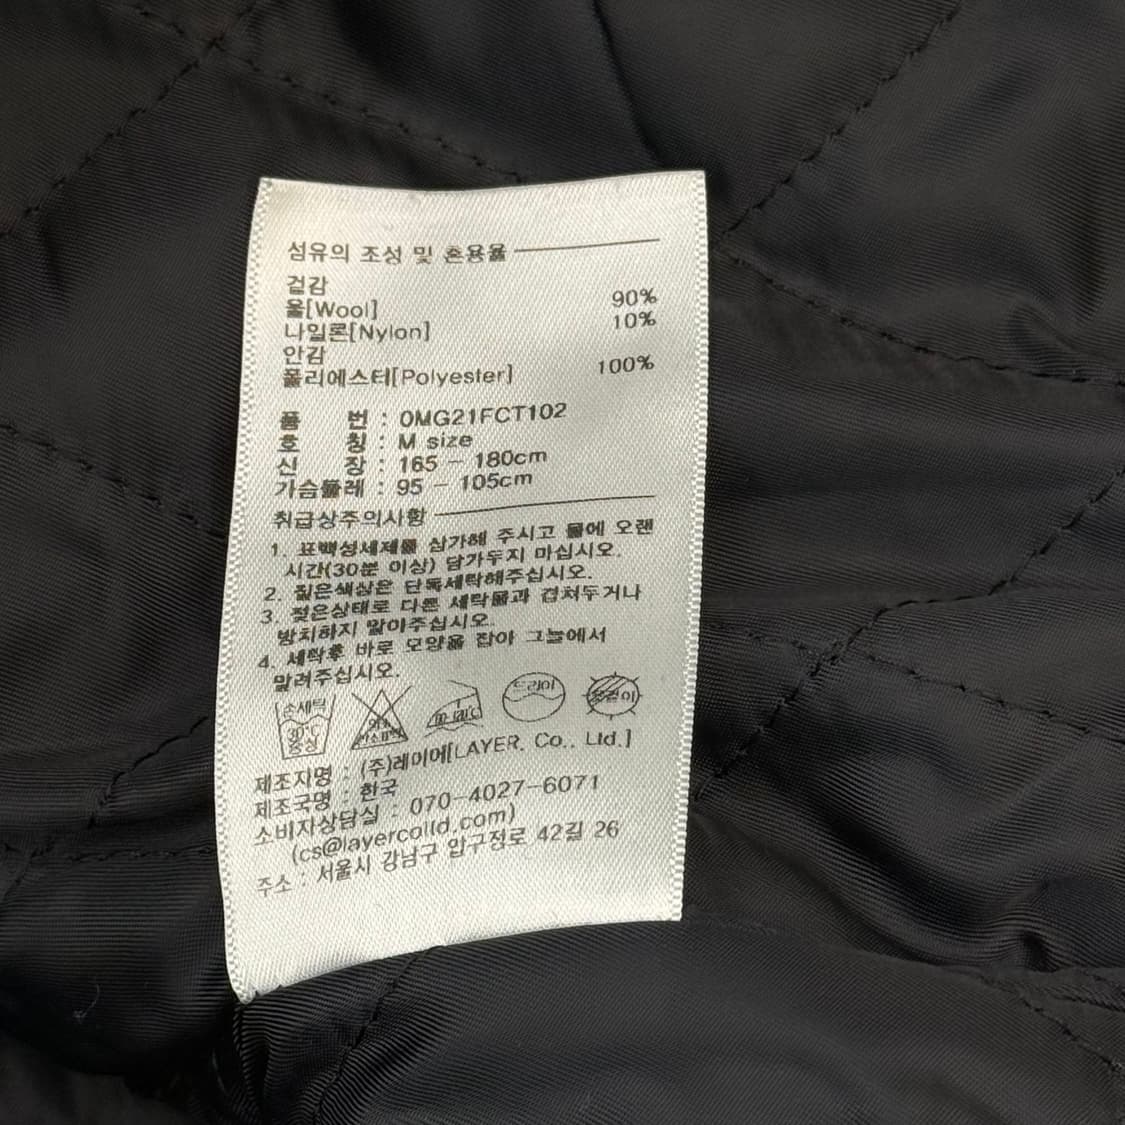 섬유의 조성 및 혼용율
겉감
울[Wool] 90%
나일론[Nylon] 10%
안감
폴리에스터[Polyester] 100%
품 번 : 0MG21FCT102
호 칭 : M size
신 장 : 165 - 180cm
가슴둘레 : 95 - 105cm
취급상주의사항
1. 표백성세제를 삼가해 주시고 물에 오랜
시간(30분 이상) 담가두지 마십시오.
2. 짙은색상은 단독세탁해주십시오.
3. 젖은상태로 다른 세탁물과 겹쳐두거나
방치하지 말아주십시오.
4. 세탁후 바로 모양을 잡아 그늘에서
말려주십시오.
손세탁 드라이
30℃
중성
제조자명 : (주)레이어[LAYER. Co., Ltd.]
제조국명 : 한국
소비자상담실 : 070-4027-6071
(cs@layercoltd.com)
주소 : 서울시 강남구 압구정로 42길 26